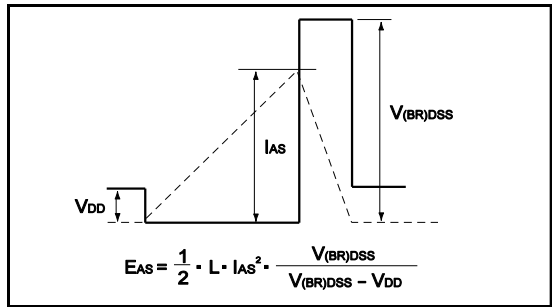 V(BR)DSS
IAS
VDD
EAS = 1/2 · L · IAS² · V(BR)DSS / (V(BR)DSS – VDD)